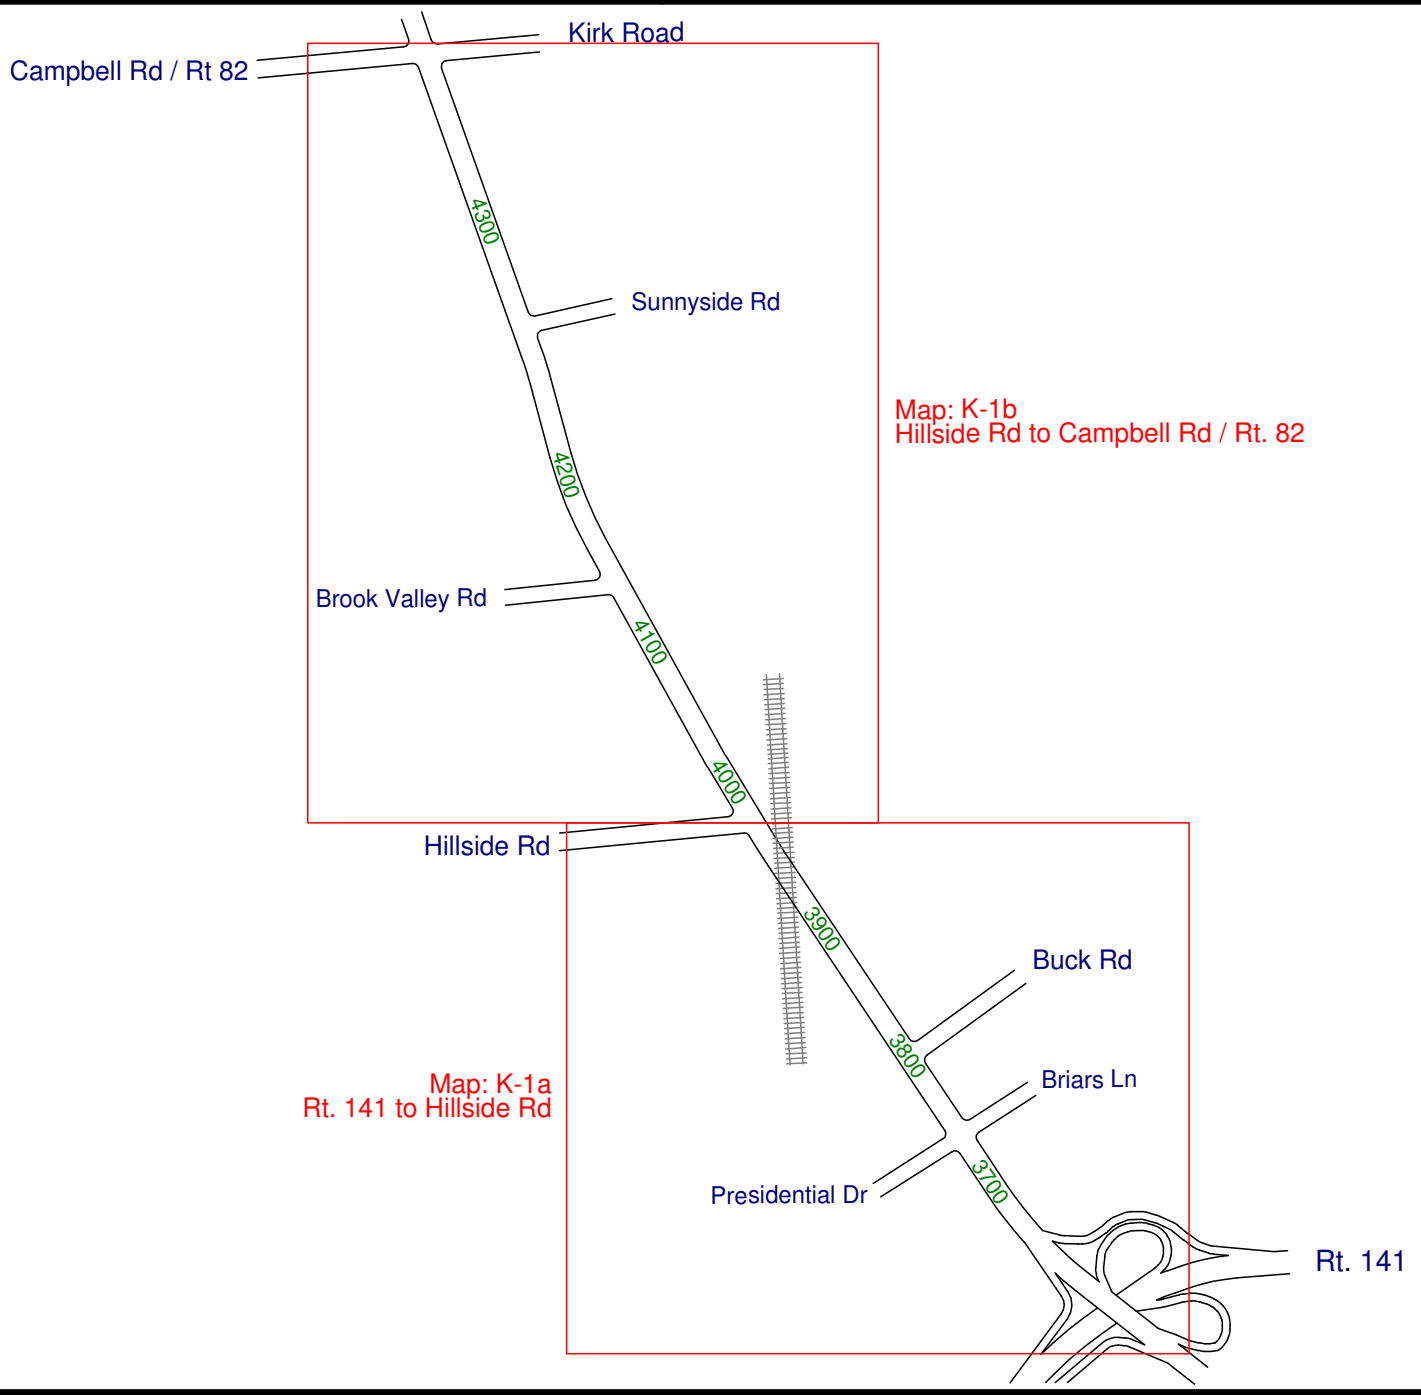 Kirk Road
Campbell Rd / Rt 82
4300
Sunnyside Rd
Map: K-1b
Hillside Rd to Campbell Rd / Rt. 82
4200
Brook Valley Rd
4100
4000
Hillside Rd
3900
Buck Rd
3800
Map: K-1a
Rt. 141 to Hillside Rd
Briars Ln
3700
Presidential Dr
Rt. 141